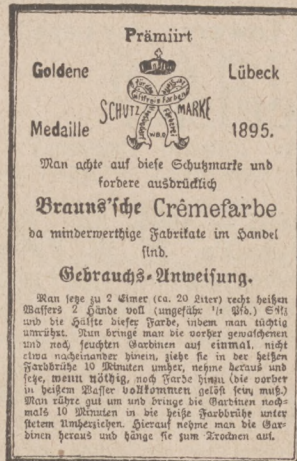 Prämiirt
Goldene Lübeck
SCHUTZ MARKE
Medaille 1895.
Man achte auf diese Schutzmarke und
fordere ausdrücklich
Brauns'sche Crêmefarbe
da minderwerthige Fabrikate im Handel
sind.
Gebrauchs-Anweisung.
Man setze zu 2 Eimer (ca. 20 Liter) recht heißen
Wassers 2 Hände voll (ungefähr ½ Pfd.) Salz
und die Hälfte dieser Farbe, indem man tüchtig
umrührt. Nun bringe man die vorher gewaschenen
und noch feuchten Gardinen auf einmal, nicht
etwa nacheinander hinein, ziehe sie in der heißen
Farbbrühe 10 Minuten umher, nehme heraus und
setze, wenn nöthig, noch Farbe hinzu (die vorher
in heißem Wasser vollkommen gelöst sein muß.)
Man rühre gut um und bringe die Gardinen noch-
mals 10 Minuten in die heiße Farbbrühe unter
stetem Umherziehen. Hierauf nehme man die Gar-
dinen heraus und hänge sie zum Trocknen auf.